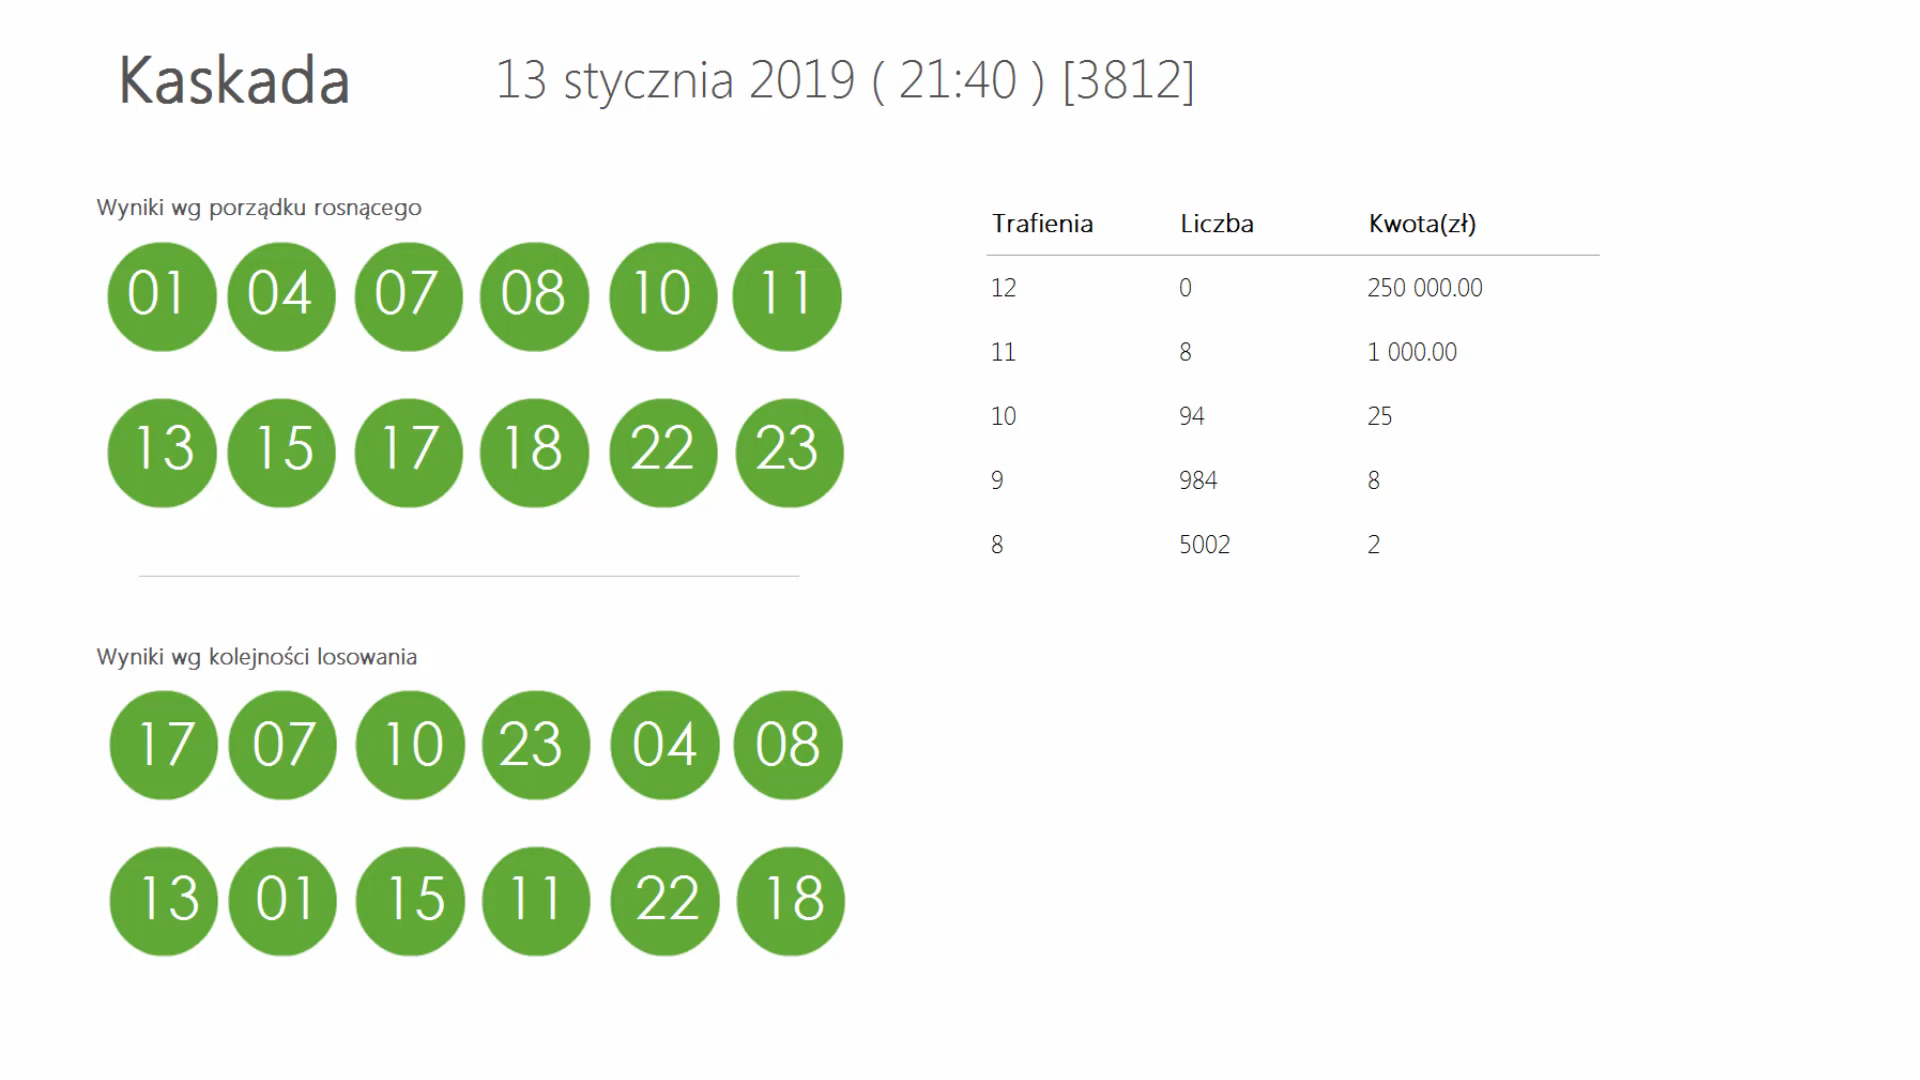 Kaskada 13 stycznia 2019 ( 21:40 ) [3812]
Wyniki wg porządku rosnącego
01 04 07 08 10 11
13 15 17 18 22 23
Trafienia Liczba Kwota(zł)
12 0 250 000.00
11 8 1 000.00
10 94 25
9 984 8
8 5002 2
Wyniki wg kolejności losowania
17 07 10 23 04 08
13 01 15 11 22 18